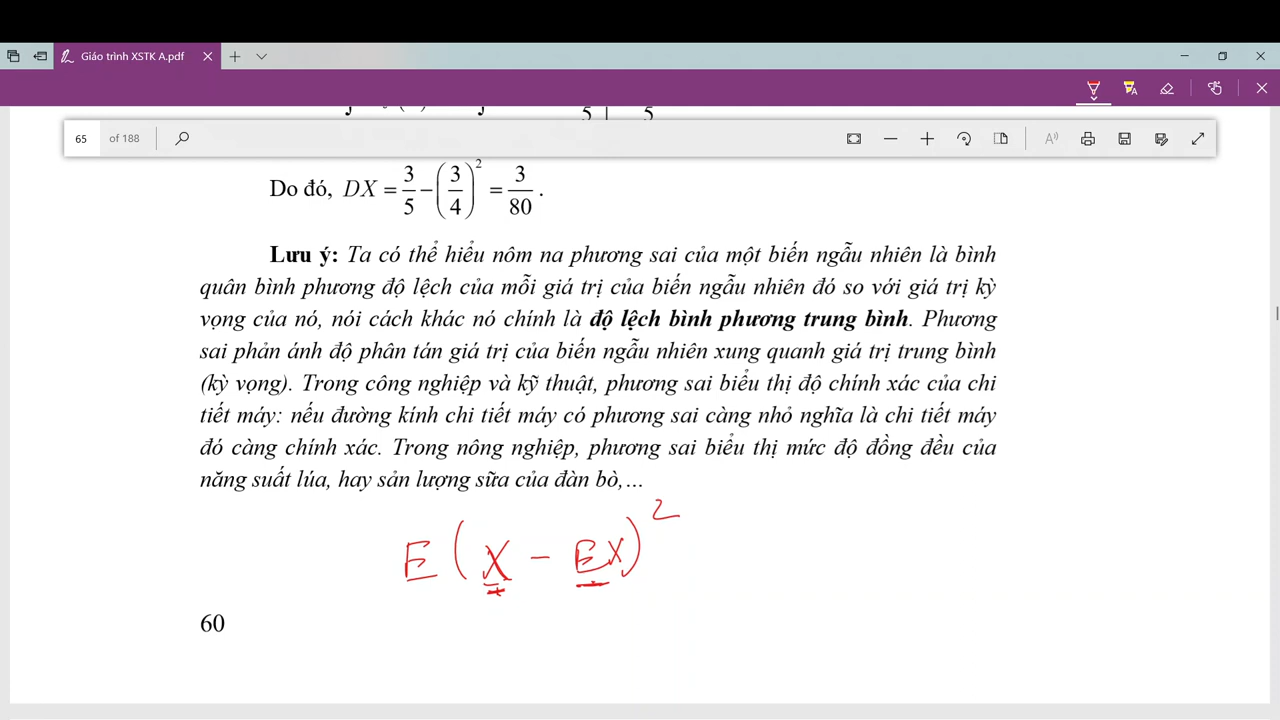 Giáo trình XSTK A.pdf
5 5
65 of 188
Do đó, DX = 3/5 − (3/4)² = 3/80 .
Lưu ý: Ta có thể hiểu nôm na phương sai của một biến ngẫu nhiên là bình
quân bình phương độ lệch của mỗi giá trị của biến ngẫu nhiên đó so với giá trị kỳ
vọng của nó, nói cách khác nó chính là độ lệch bình phương trung bình. Phương
sai phản ánh độ phân tán giá trị của biến ngẫu nhiên xung quanh giá trị trung bình
(kỳ vọng). Trong công nghiệp và kỹ thuật, phương sai biểu thị độ chính xác của chi
tiết máy: nếu đường kính chi tiết máy có phương sai càng nhỏ nghĩa là chi tiết máy
đó càng chính xác. Trong nông nghiệp, phương sai biểu thị mức độ đồng đều của
năng suất lúa, hay sản lượng sữa của đàn bò,…
E(X − EX)²
60